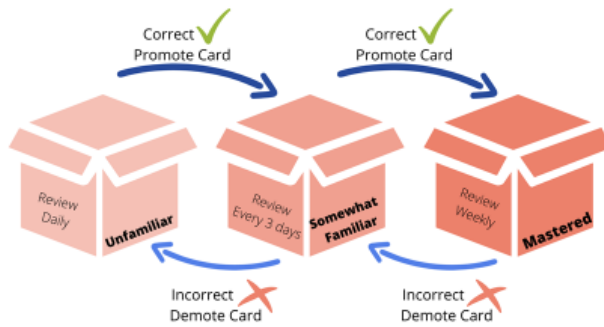 Correct
Promote Card
Correct
Promote Card
Review
Daily
Unfamiliar
Review
Every 3 days
Somewhat
Familiar
Review
Weekly
Mastered
Incorrect
Demote Card
Incorrect
Demote Card